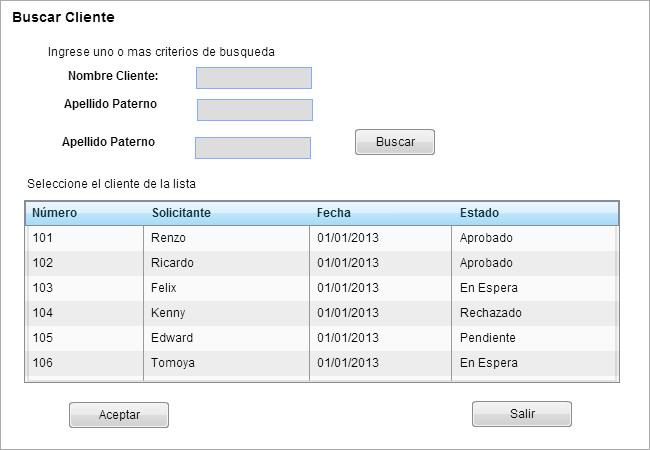 Buscar Cliente
Ingrese uno o mas criterios de busqueda
Nombre Cliente:
Apellido Paterno
Apellido Paterno
Buscar
Seleccione el cliente de la lista
Número Solicitante Fecha Estado
101 Renzo 01/01/2013 Aprobado
102 Ricardo 01/01/2013 Aprobado
103 Felix 01/01/2013 En Espera
104 Kenny 01/01/2013 Rechazado
105 Edward 01/01/2013 Pendiente
106 Tomoya 01/01/2013 En Espera
Aceptar Salir